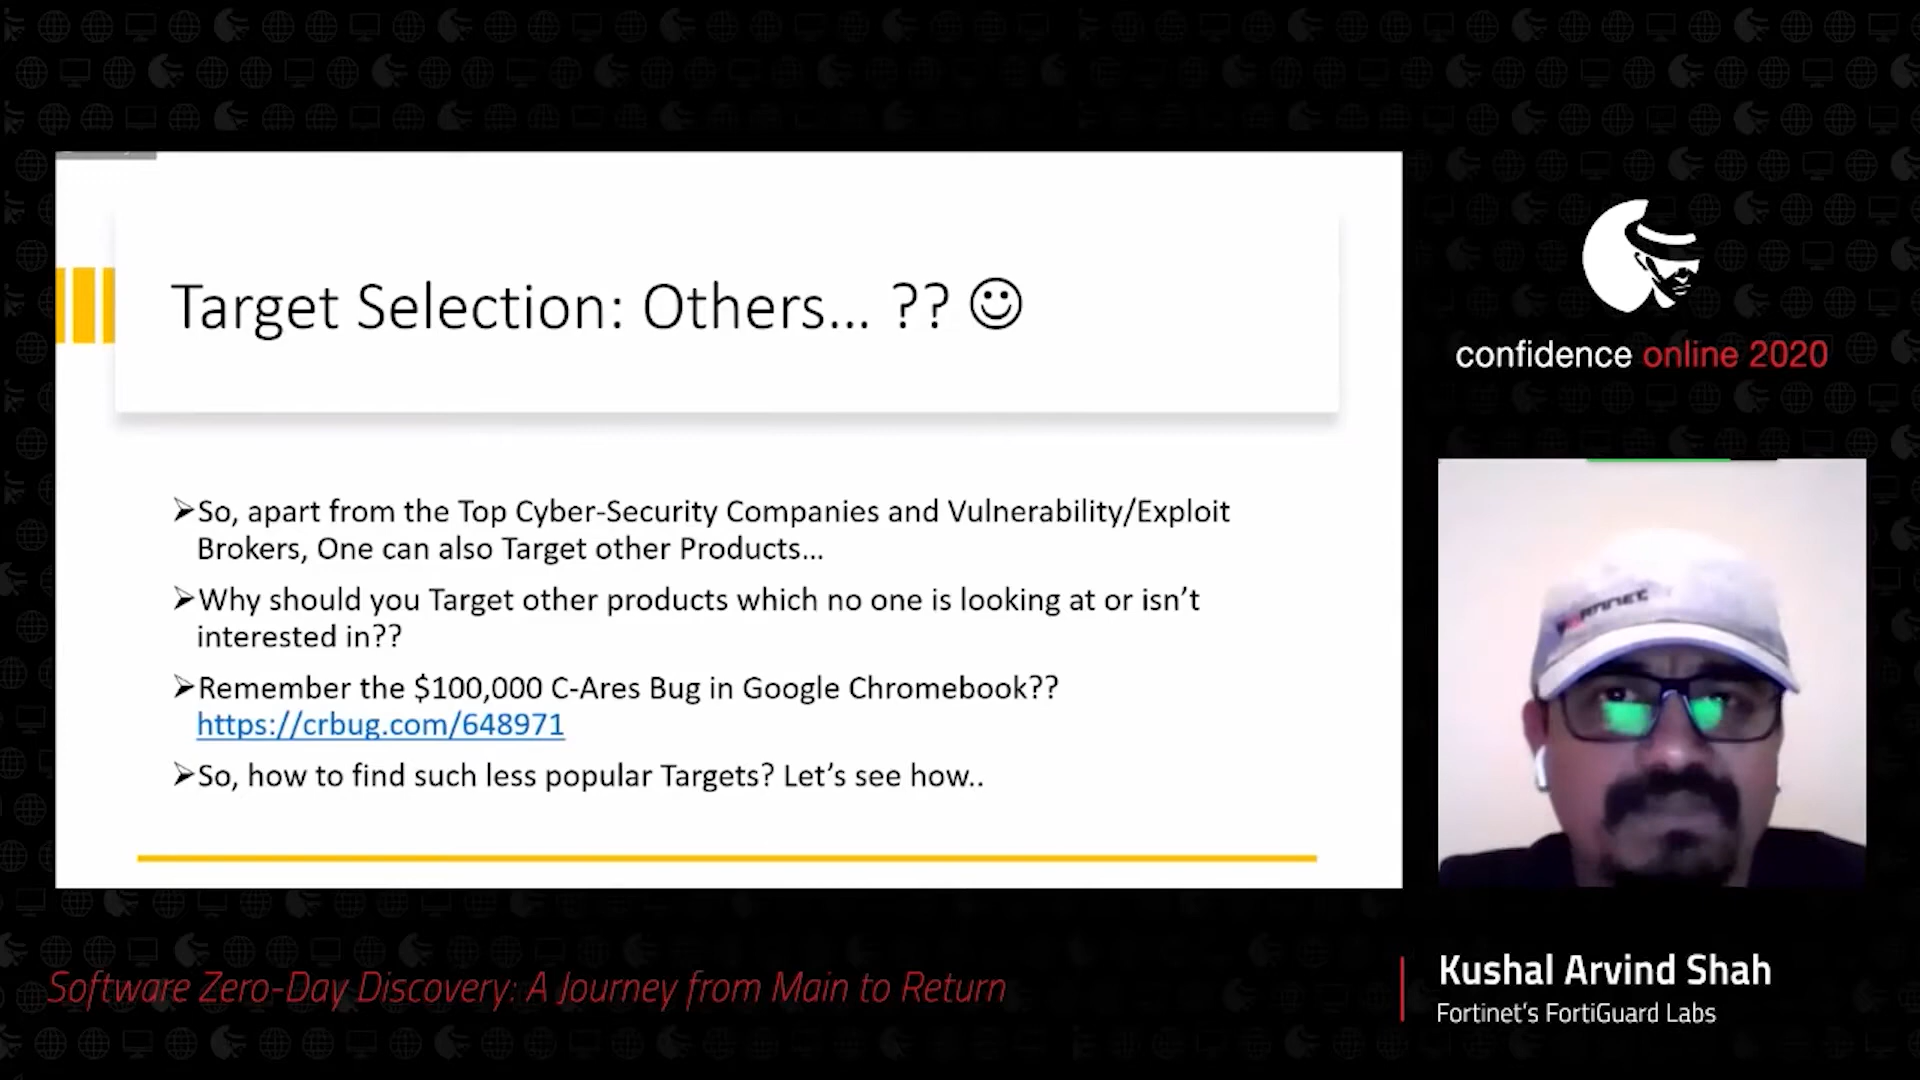 Target Selection: Others... ?? ☺
➢So, apart from the Top Cyber-Security Companies and Vulnerability/Exploit
Brokers, One can also Target other Products...
➢Why should you Target other products which no one is looking at or isn't
interested in??
➢Remember the $100,000 C-Ares Bug in Google Chromebook??
https://crbug.com/648971
➢So, how to find such less popular Targets? Let's see how..
confidence online 2020
Software Zero-Day Discovery: A Journey from Main to Return
Kushal Arvind Shah
Fortinet's FortiGuard Labs